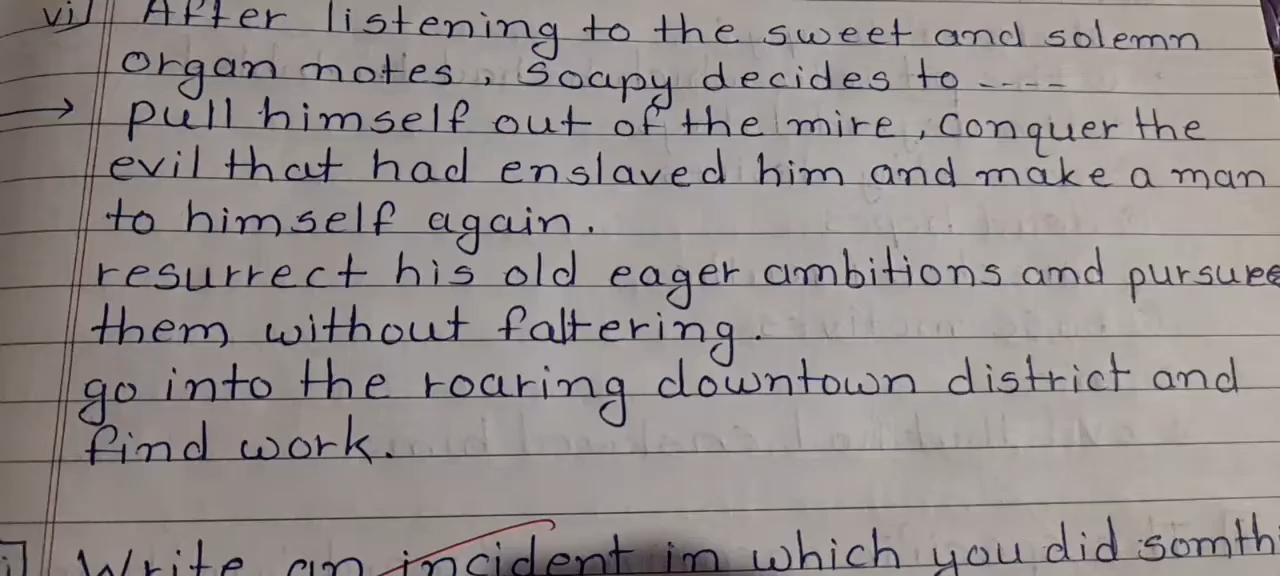 vi) After listening to the sweet and solemn
organ notes, Soapy decides to ----
→ pull himself out of the mire, conquer the
evil that had enslaved him and make a man
to himself again.
resurrect his old eager ambitions and pursue
them without faltering.
go into the roaring downtown district and
find work.
Write an incident in which you did somth